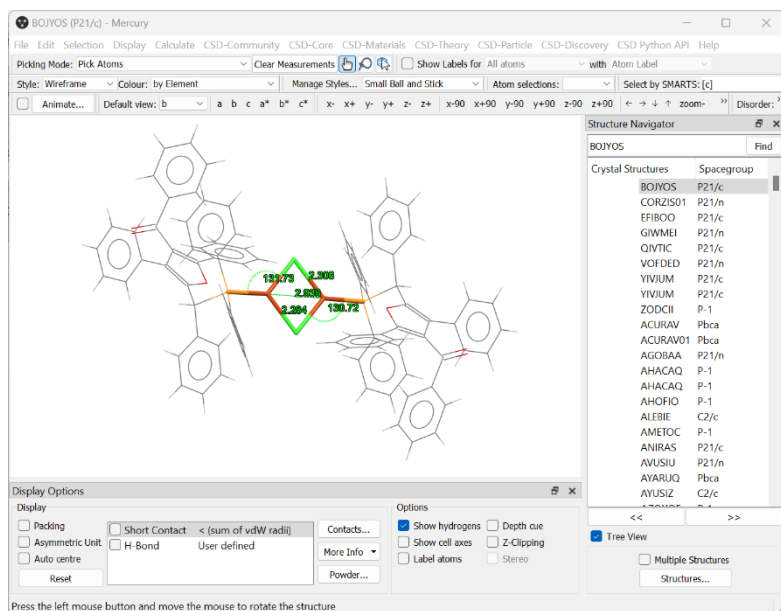 BOJYOS (P21/c) - Mercury
File Edit Selection Display Calculate CSD-Community CSD-Core CSD-Materials CSD-Theory CSD-Particle CSD-Discovery CSD Python API Help
Picking Mode: Pick Atoms Clear Measurements Show Labels for All atoms with Atom Label
Style: Wireframe Colour: by Element Manage Styles... Small Ball and Stick Atom selections: Select by SMARTS: [c]
Animate... Default view: b a b c a* b* c* x- x+ y- y+ z- z+ x-90 x+90 y-90 y+90 z-90 z+90 ← → ↓ ↑ zoom- » Disorder: »
Structure Navigator
BOJYOS Find
Crystal Structures Spacegroup
BOJYOS P21/c
CORZIS01 P21/n
EFIBOO P21/c
GIWMEI P21/n
QIVTIC P21/c
VOFDED P21/n
YIVJUM P21/c
YIVJUM P21/c
ZODCII P-1
ACURAV Pbca
ACURAV01 Pbca
AGOBAA P21/n
AHACAQ P-1
AHACAQ P-1
AHOFIO P-1
ALEBIE C2/c
AMETOC P-1
ANIRAS P21/c
AVUSIU P21/n
AYARUQ Pbca
AYUSIZ C2/c
<< >>
Tree View
Multiple Structures
Structures...
131.73
2.308
2.284
130.72
Display Options
Display
Packing
Asymmetric Unit
Auto centre
Reset
Short Contact < (sum of vdW radii)
H-Bond User defined
Contacts...
More Info
Powder...
Options
Show hydrogens Depth cue
Show cell axes Z-Clipping
Label atoms Stereo
Press the left mouse button and move the mouse to rotate the structure